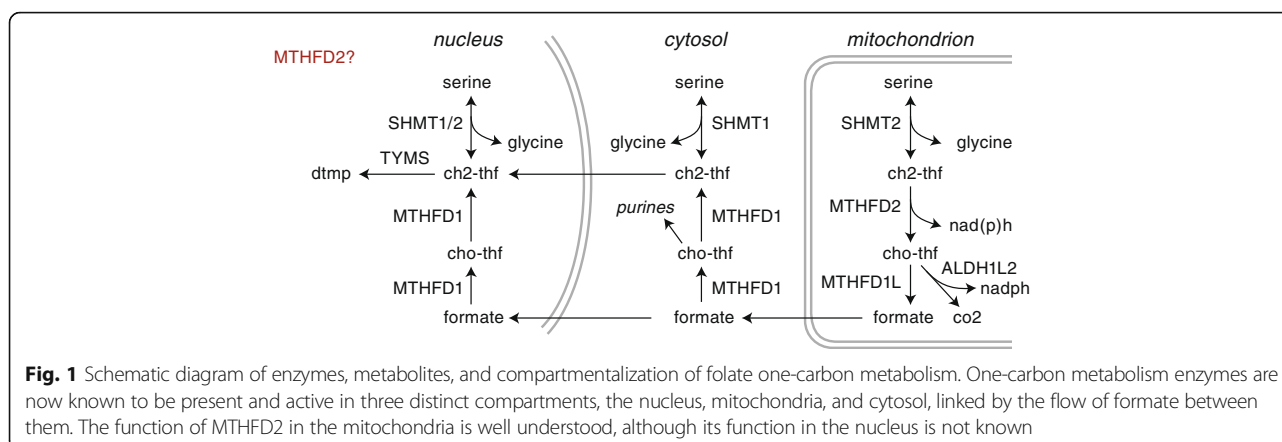 nucleus cytosol mitochondrion
MTHFD2?
serine serine serine
SHMT1/2 SHMT1 SHMT2
glycine glycine glycine
TYMS
dtmp ch2-thf ch2-thf ch2-thf
purines MTHFD2
MTHFD1 MTHFD1 nad(p)h
cho-thf cho-thf cho-thf
ALDH1L2
MTHFD1 MTHFD1 MTHFD1L nadph
formate formate formate co2
Fig. 1 Schematic diagram of enzymes, metabolites, and compartmentalization of folate one-carbon metabolism. One-carbon metabolism enzymes are
now known to be present and active in three distinct compartments, the nucleus, mitochondria, and cytosol, linked by the flow of formate between
them. The function of MTHFD2 in the mitochondria is well understood, although its function in the nucleus is not known